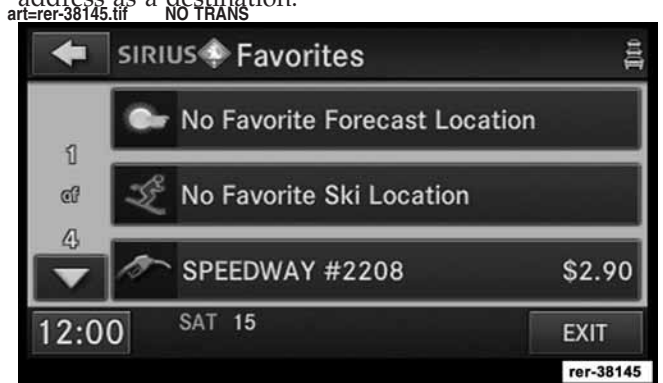 address as a destination.
art=rer-38145.tif NO TRANS
SIRIUS Favorites
No Favorite Forecast Location
1
of
4
No Favorite Ski Location
SPEEDWAY #2208 $2.90
12:00 SAT 15 EXIT
rer-38145